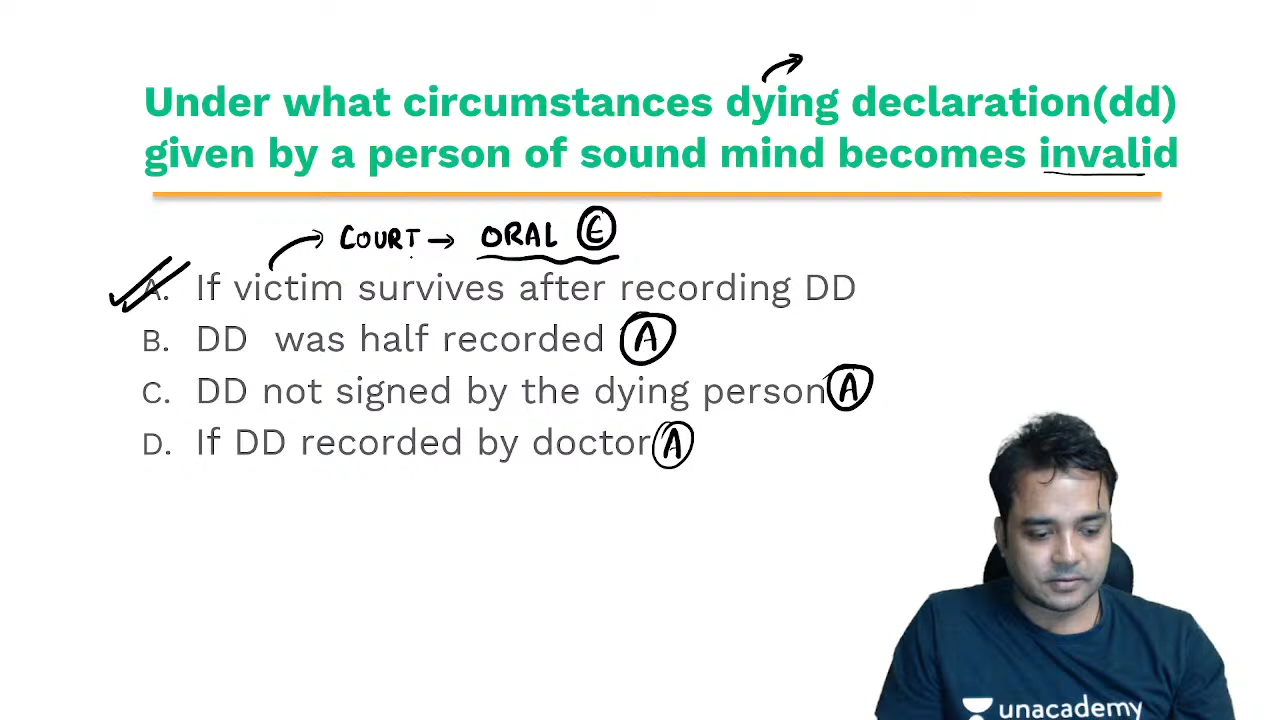 Under what circumstances dying declaration(dd)
given by a person of sound mind becomes invalid
COURT → ORAL E
A. If victim survives after recording DD
B. DD was half recorded A
C. DD not signed by the dying person A
D. If DD recorded by doctor A
unacademy